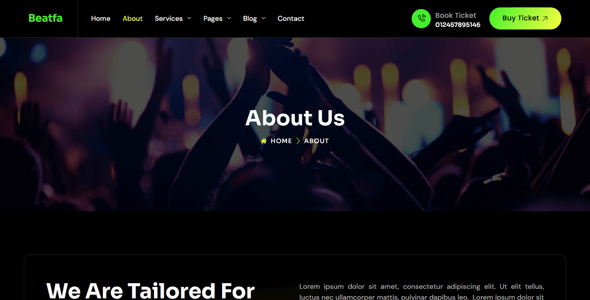 Beatfa
Home About Services Pages Blog Contact
Book Ticket
012457895146
Buy Ticket
About Us
HOME ABOUT
We Are Tailored For
Lorem ipsum dolor sit amet, consectetur adipiscing elit. Ut elit tellus,
luctus nec ullamcorper mattis, pulvinar dapibus leo. Lorem ipsum dolor sit